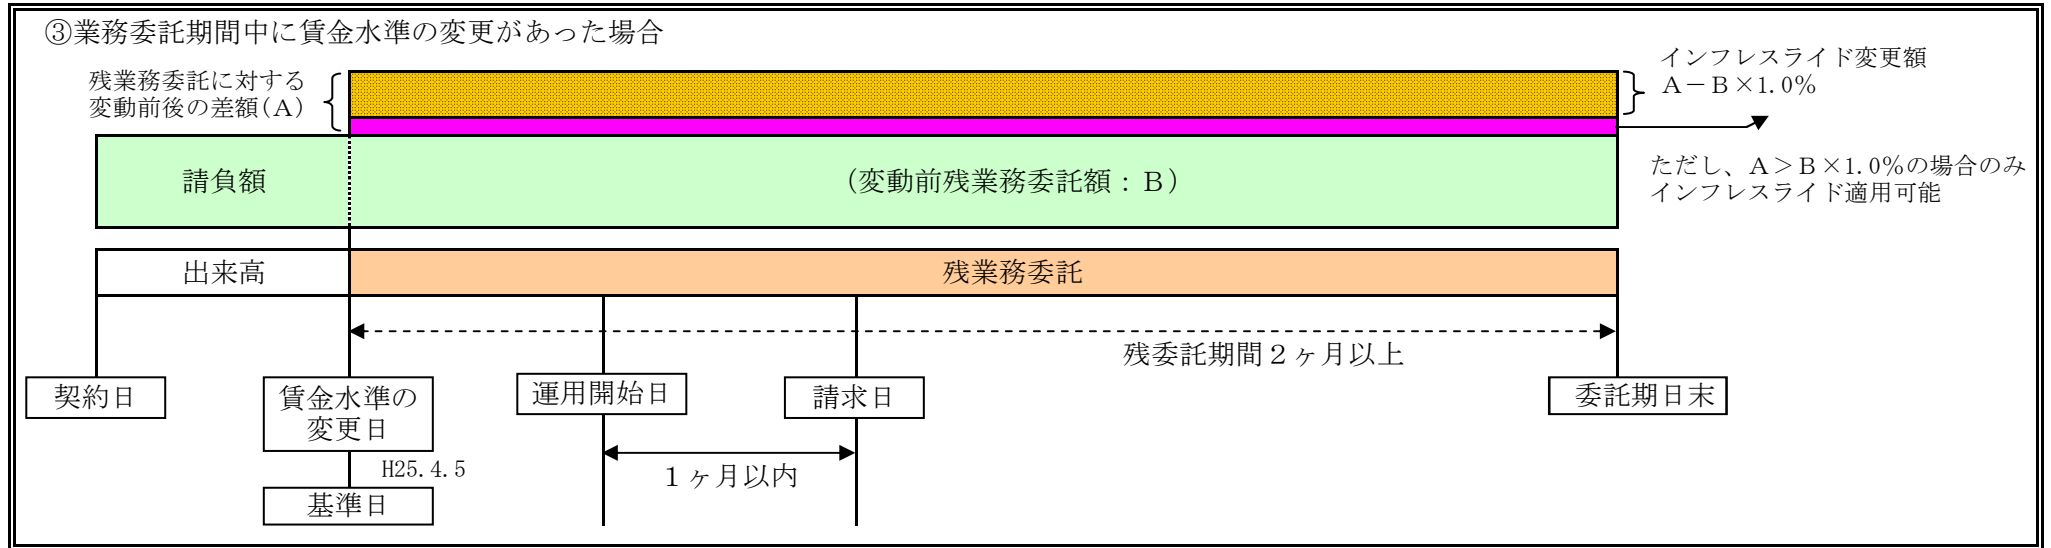 ③業務委託期間中に賃金水準の変更があった場合
残業務委託に対する
変動前後の差額(A)
インフレスライド変更額
A－B×1.0%
請負額
（変動前残業務委託額：B）
ただし、A＞B×1.0%の場合のみ
インフレスライド適用可能
出来高
残業務委託
残委託期間２ヶ月以上
契約日
賃金水準の
変更日
運用開始日
請求日
委託期日末
H25.4.5
１ヶ月以内
基準日